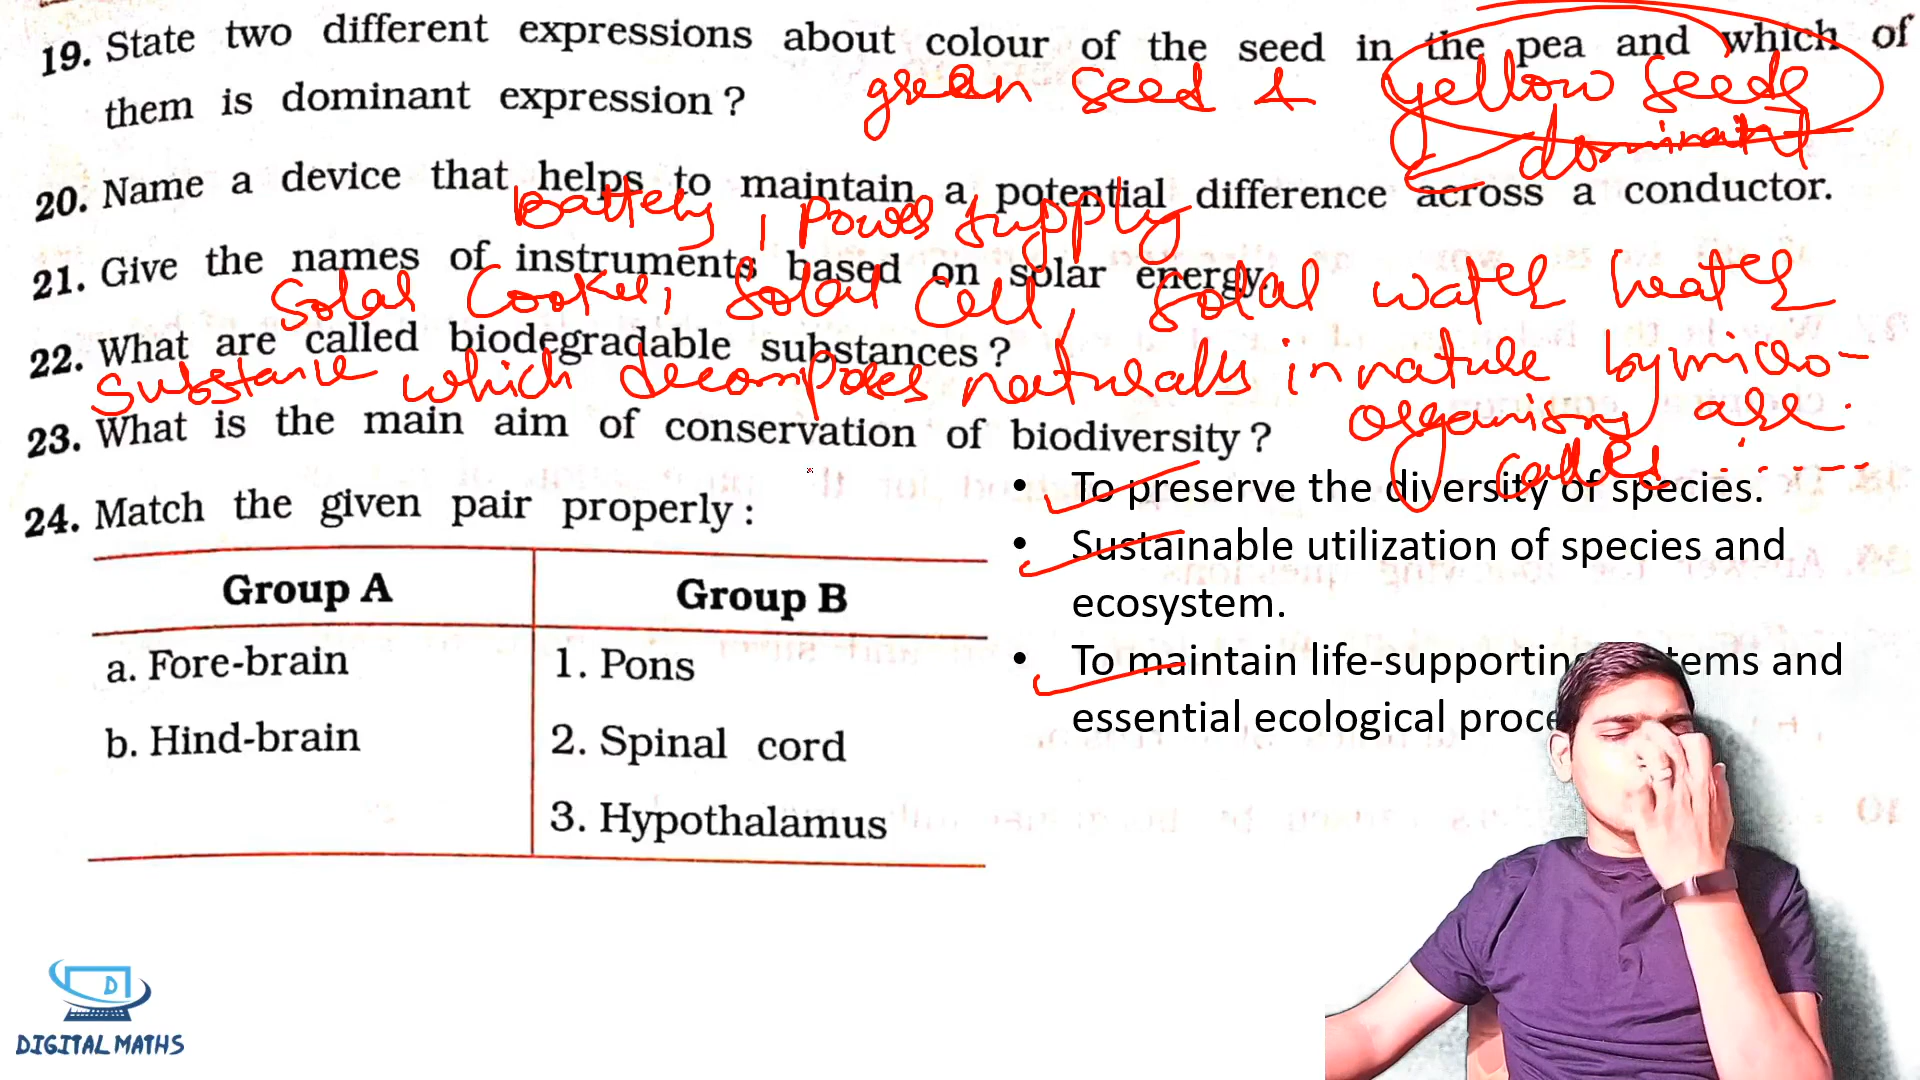 19. State two different expressions about colour of the seed in the pea and which of
them is dominant expression ?
green seed & yellow seeds
dominant
20. Name a device that helps to maintain a potential difference across a conductor.
battery, Power supply
21. Give the names of instruments based on solar energy.
Solar Cooker, Solar Cell, Solar water heater
22. What are called biodegradable substances ?
Substance which decomposes naturally in nature by micro-
organism are
called ......
23. What is the main aim of conservation of biodiversity ?
• To preserve the diversity of species.
• Sustainable utilization of species and
ecosystem.
• To maintain life-supporting systems and
essential ecological proce
24. Match the given pair properly :
Group A Group B
a. Fore-brain 1. Pons
b. Hind-brain 2. Spinal cord
3. Hypothalamus
D
DIGITAL MATHS